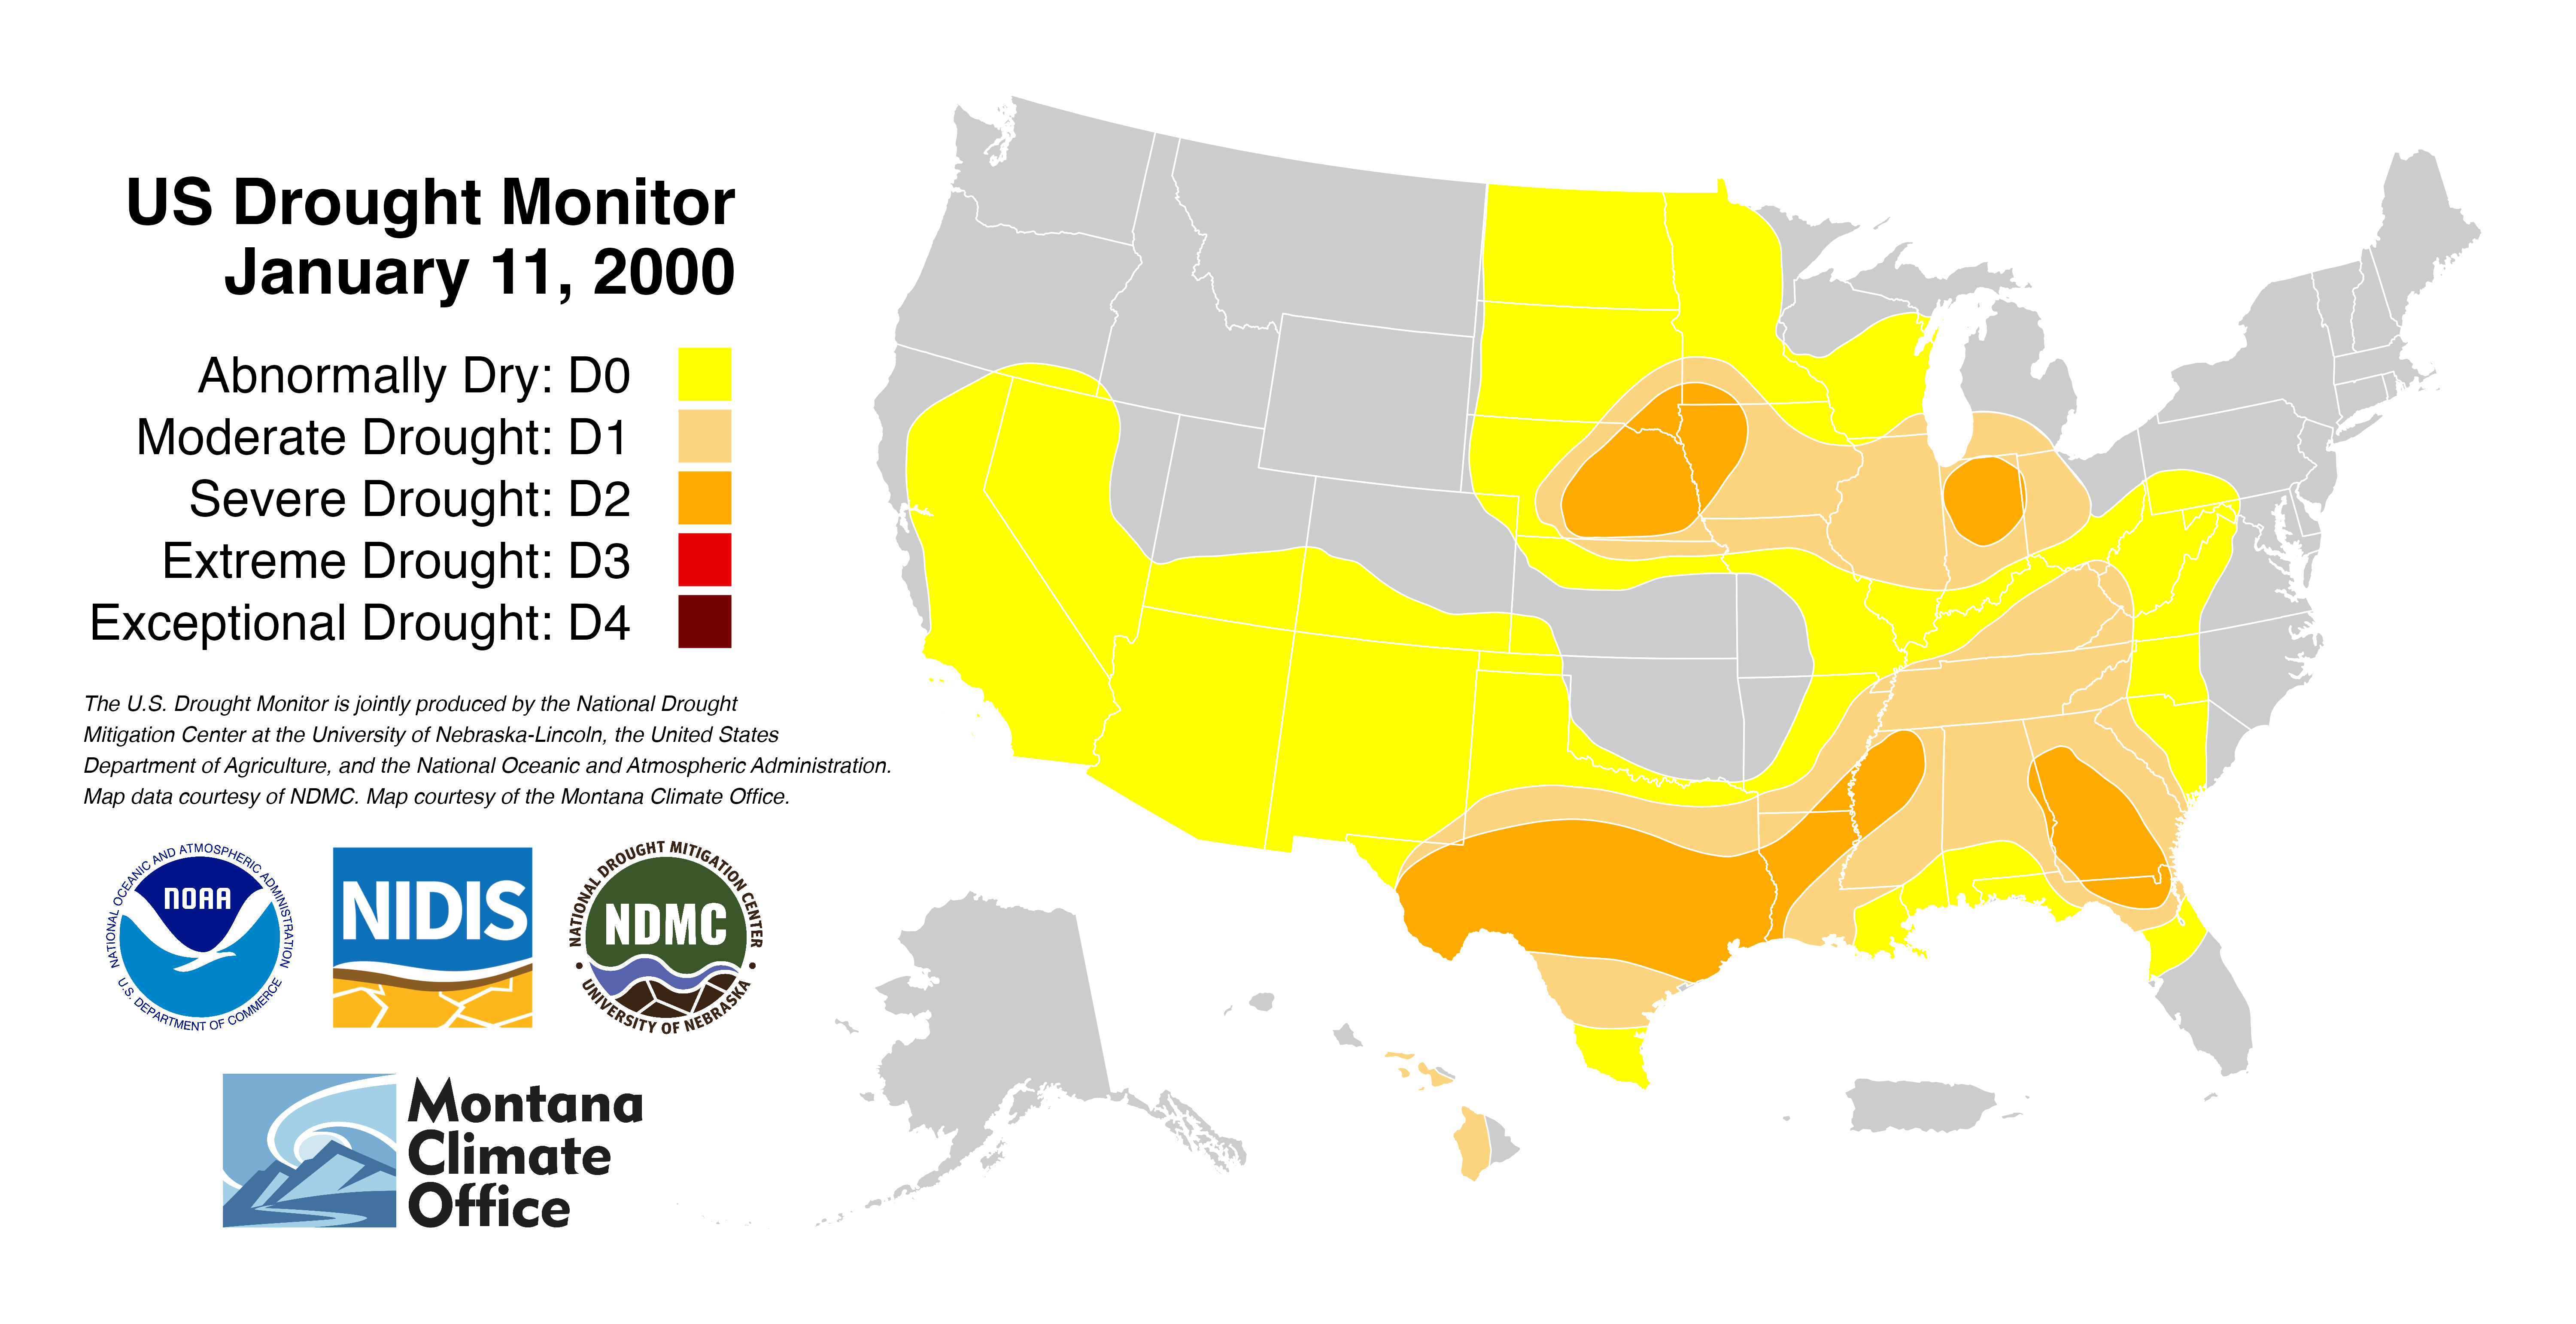 US Drought Monitor
January 11, 2000
Abnormally Dry: D0
Moderate Drought: D1
Severe Drought: D2
Extreme Drought: D3
Exceptional Drought: D4
The U.S. Drought Monitor is jointly produced by the National Drought
Mitigation Center at the University of Nebraska-Lincoln, the United States
Department of Agriculture, and the National Oceanic and Atmospheric Administration.
Map data courtesy of NDMC. Map courtesy of the Montana Climate Office.
NATIONAL OCEANIC AND ATMOSPHERIC ADMINISTRATION
NOAA
U.S. DEPARTMENT OF COMMERCE
NIDIS
NATIONAL DROUGHT MITIGATION CENTER
NDMC
UNIVERSITY OF NEBRASKA
Montana
Climate
Office